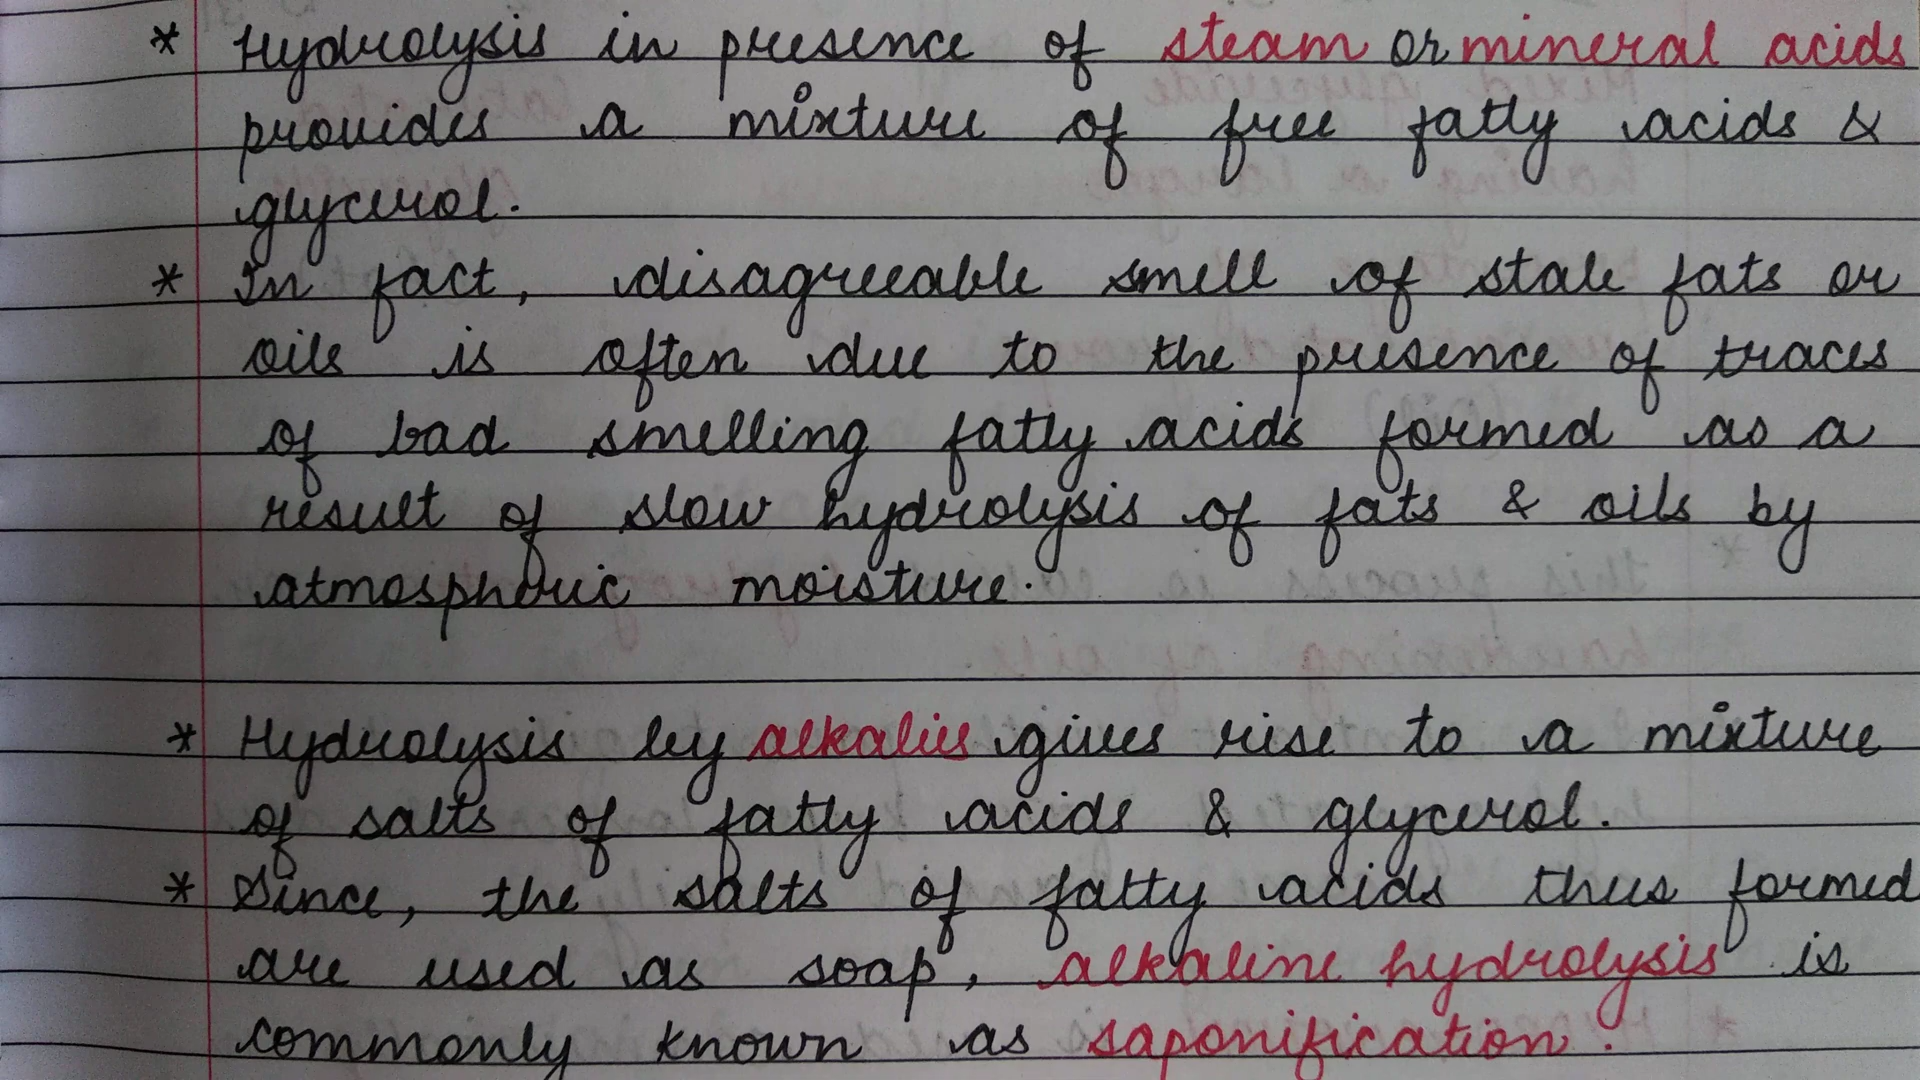 * Hydrolysis in presence of steam or mineral acids
provides a mixture of free fatty acids &
glycerol.
* In fact, disagreeable smell of stale fats or
oils is often due to the presence of traces
of bad smelling fatty acids formed as a
result of slow hydrolysis of fats & oils by
atmospheric moisture.
* Hydrolysis by alkalies gives rise to a mixture
of salts of fatty acids & glycerol.
* Since, the salts of fatty acids thus formed
are used as soap, alkaline hydrolysis is
commonly known as saponification.